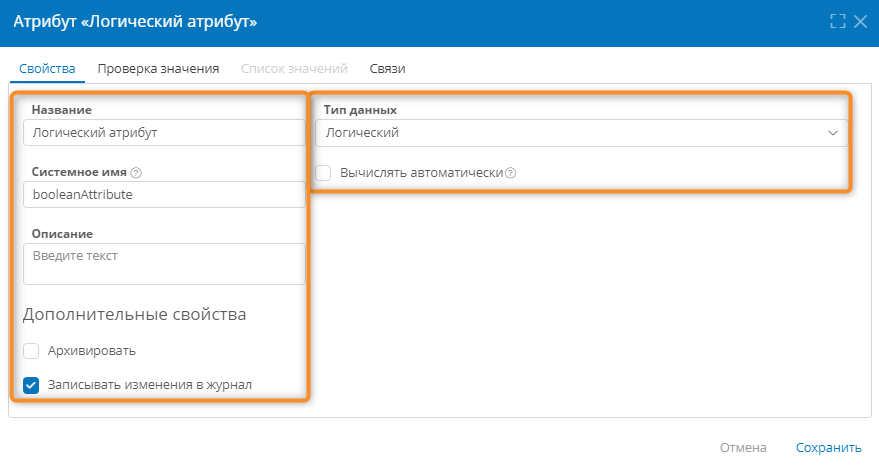 Атрибут «Логический атрибут»
Свойства Проверка значения Список значений Связи
Название
Логический атрибут
Системное имя ?
booleanAttribute
Описание
Введите текст
Дополнительные свойства
Архивировать
Записывать изменения в журнал
Тип данных
Логический
Вычислять автоматически ?
Отмена Сохранить